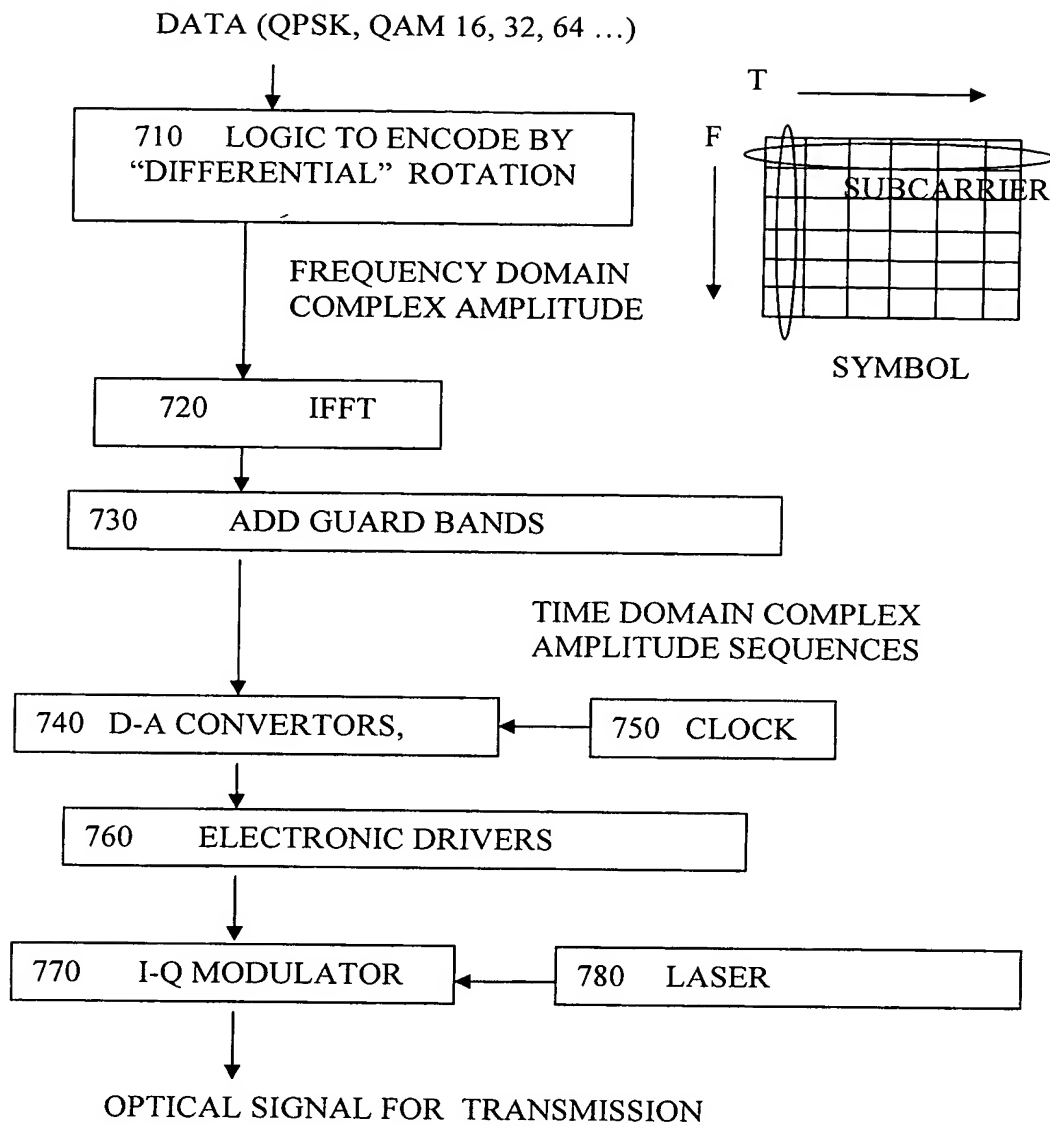 DATA (QPSK, QAM 16, 32, 64 ...)
710 LOGIC TO ENCODE BY
“DIFFERENTIAL” ROTATION
T
F
SUBCARRIER
SYMBOL
FREQUENCY DOMAIN
COMPLEX AMPLITUDE
720 IFFT
730 ADD GUARD BANDS
TIME DOMAIN COMPLEX
AMPLITUDE SEQUENCES
740 D-A CONVERTORS,
750 CLOCK
760 ELECTRONIC DRIVERS
770 I-Q MODULATOR
780 LASER
OPTICAL SIGNAL FOR TRANSMISSION